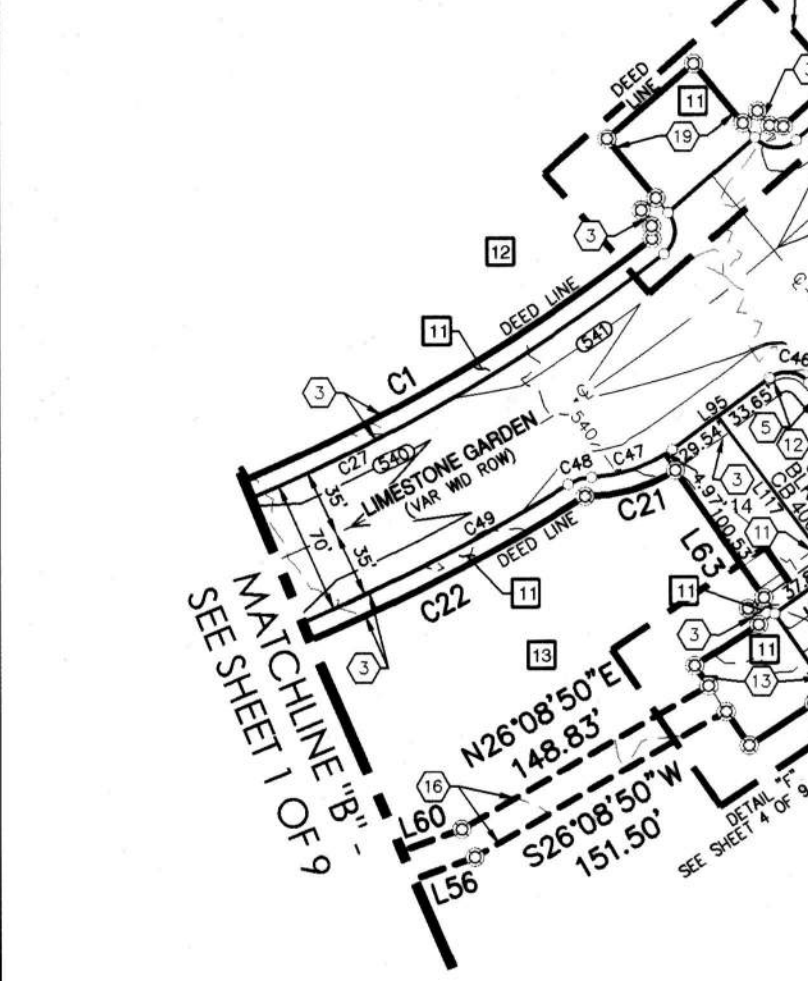 DEED
LINE
11
3
19
12
3
DEED LINE
541
11
C1
3
C46
540
L95
33.65'
5
12
C27
540
LIMESTONE GARDEN
(VAR WID ROW)
C48
C47
29.54'
3
35'
70'
35'
C49
C21
4.97'
100.53'
L117
14
11
DEED LINE
C22
11
L63
11
3
11
3
13
13
MATCHLINE "B" -
SEE SHEET 1 OF 9
N26°08'50"E
148.83'
16
L60
S26°08'50"W
151.50'
L56
DETAIL "F"
SEE SHEET 4 OF 9